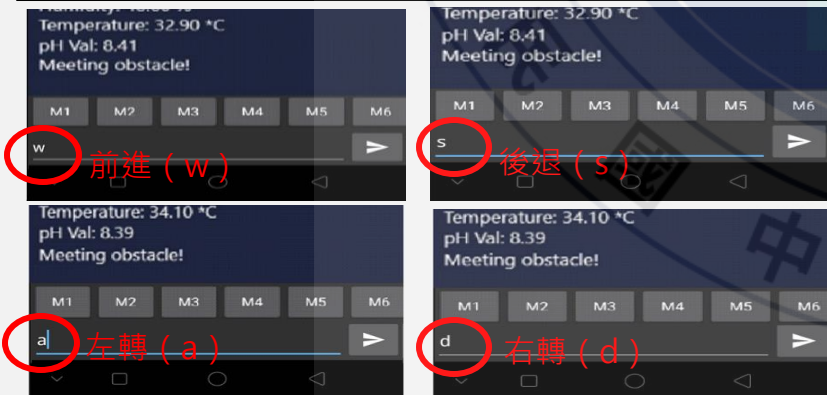 Temperature: 32.90 *C
pH Val: 8.41
Meeting obstacle!
M1 M2 M3 M4 M5 M6
w
前進（w）
Temperature: 32.90 *C
pH Val: 8.41
Meeting obstacle!
M1 M2 M3 M4 M5 M6
s
後退（s）
Temperature: 34.10 *C
pH Val: 8.39
Meeting obstacle!
M1 M2 M3 M4 M5 M6
a
左轉（a）
Temperature: 34.10 *C
pH Val: 8.39
Meeting obstacle!
M1 M2 M3 M4 M5 M6
d
右轉（d）
國
中